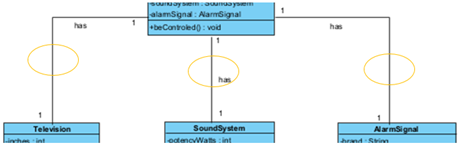 -soundSystem : SoundSystem
-alarmSignal : AlarmSignal
+beControled() : void
has
1
1
has
1
has
1
1
1
Television
SoundSystem
AlarmSignal
-inches : int
-potencyWatts : int
-brand : String